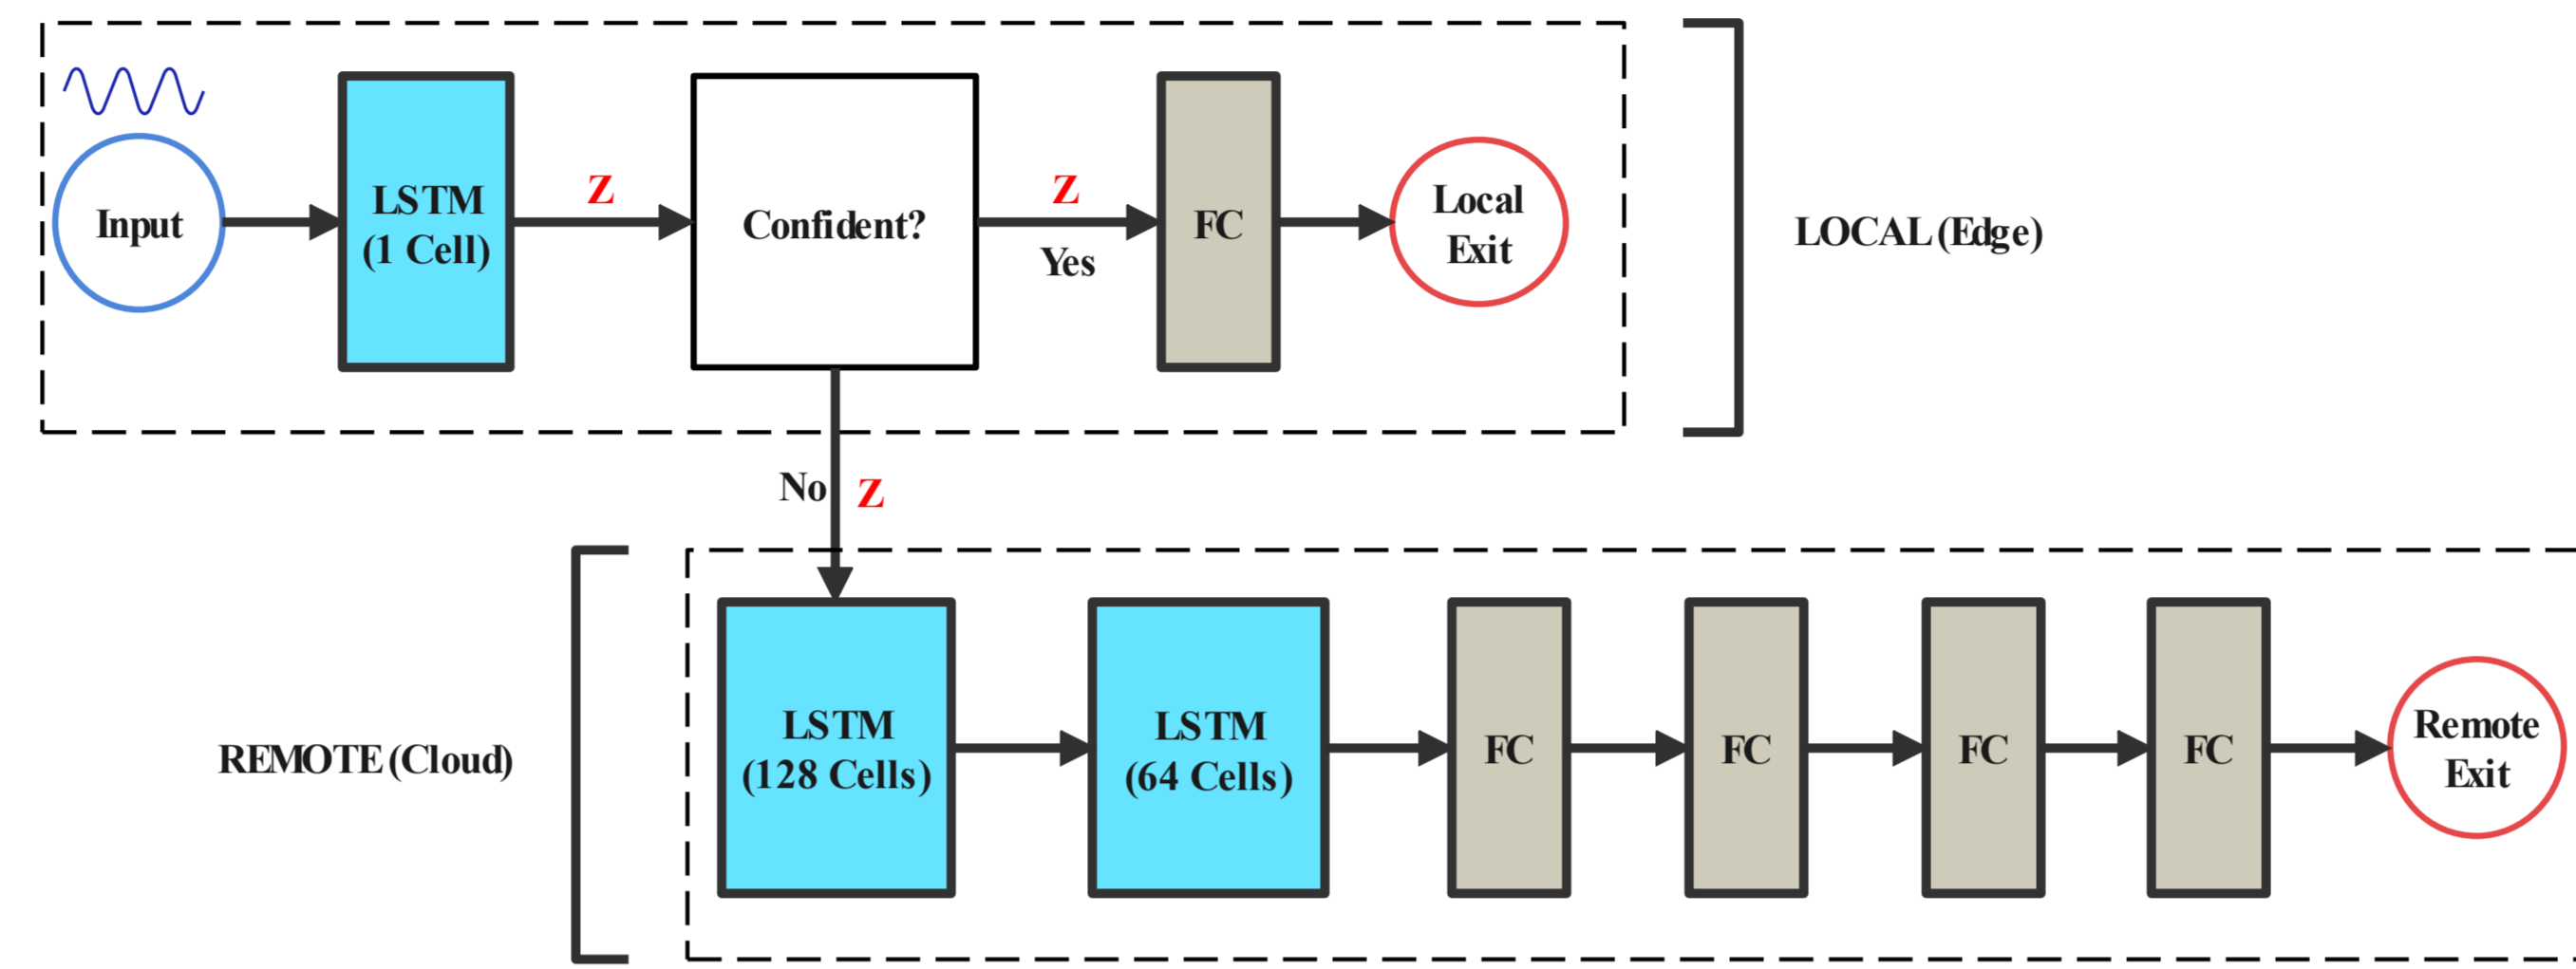 Input
LSTM
(1 Cell)
Z
Confident?
Z
Yes
FC
Local
Exit
LOCAL (Edge)
No
Z
REMOTE (Cloud)
LSTM
(128 Cells)
LSTM
(64 Cells)
FC
FC
FC
FC
Remote
Exit